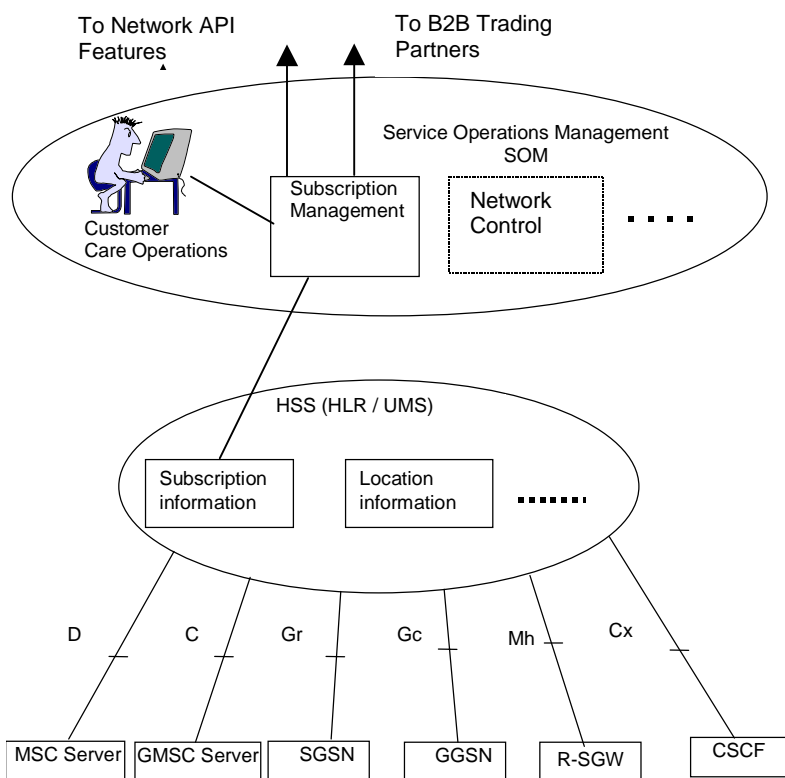 To Network API
Features
To B2B Trading
Partners
Service Operations Management
SOM
Subscription
Management
Network
Control
Customer
Care Operations
HSS (HLR / UMS)
Subscription
information
Location
information
D
C
Gr
Gc
Mh
Cx
MSC Server
GMSC Server
SGSN
GGSN
R-SGW
CSCF